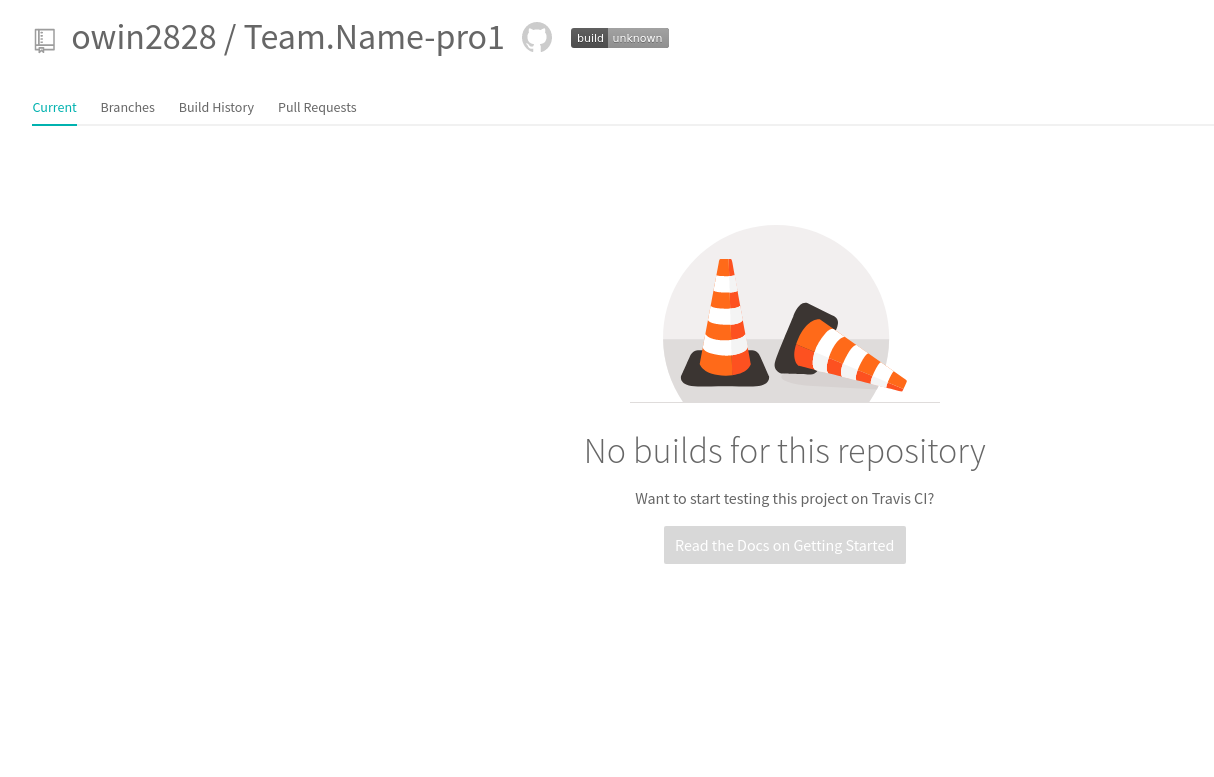 owin2828 / Team.Name-pro1
build unknown
Current Branches Build History Pull Requests
No builds for this repository
Want to start testing this project on Travis CI?
Read the Docs on Getting Started